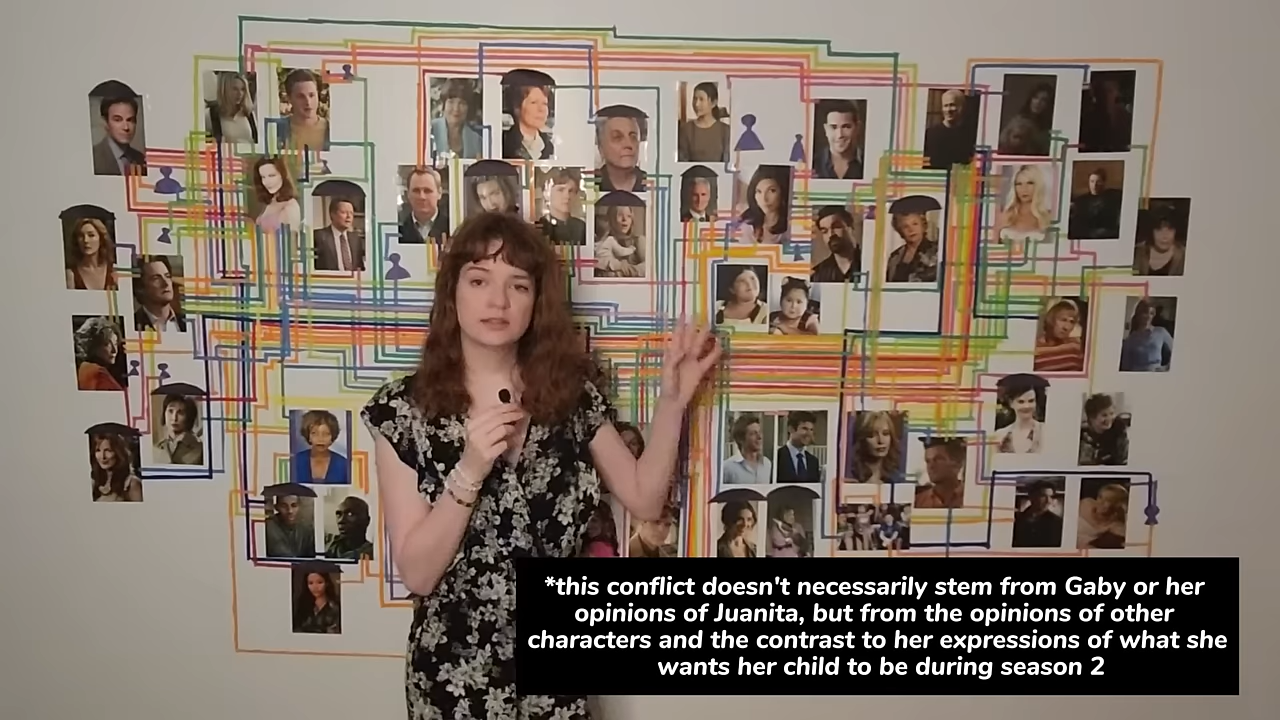 *this conflict doesn't necessarily stem from Gaby or her
opinions of Juanita, but from the opinions of other
characters and the contrast to her expressions of what she
wants her child to be during season 2